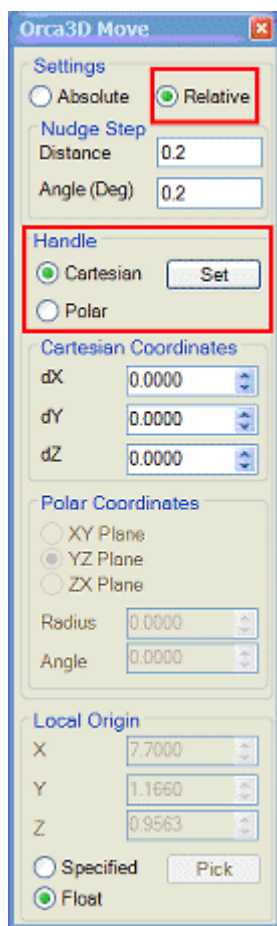 Orca3D Move
Settings
Absolute Relative
Nudge Step
Distance 0.2
Angle (Deg) 0.2
Handle
Cartesian Set
Polar
Cartesian Coordinates
dX 0.0000
dY 0.0000
dZ 0.0000
Polar Coordinates
XY Plane
YZ Plane
ZX Plane
Radius 0.0000
Angle 0.0000
Local Origin
X 7.7000
Y 1.1660
Z 0.9563
Specified Pick
Float